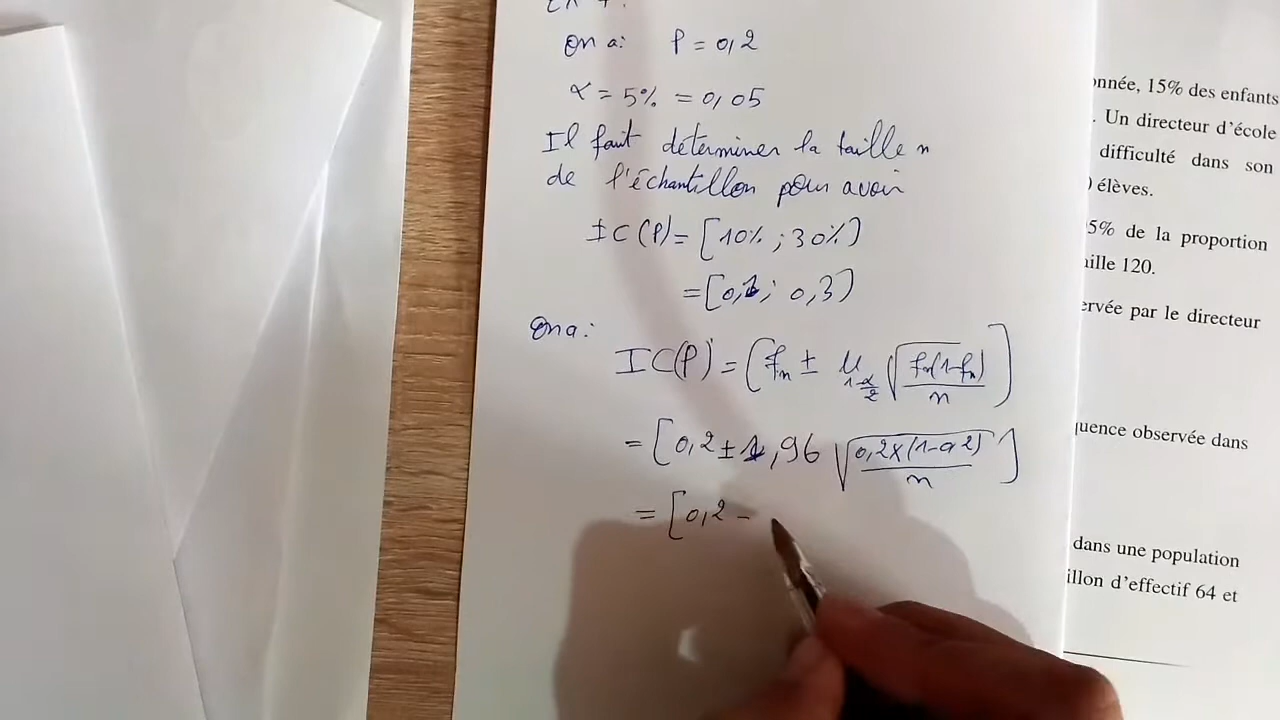 On a: P = 0,2
α = 5% = 0,05
Il faut déterminer la taille n
de l'échantillon pour avoir
IC(P) = [10% ; 30%]
= [0,1 ; 0,3]
On a:
IC(P) = [fn ± μ1-α/2 √(fn(1-fn)/n)]
= [0,2 ± 1,96 √(0,2×(1-0,2)/n)]
= [0,2 -
onnée, 15% des enfants
. Un directeur d'école
difficulté dans son
) élèves.
5% de la proportion
aille 120.
ervée par le directeur
quence observée dans
dans une population
illon d'effectif 64 et